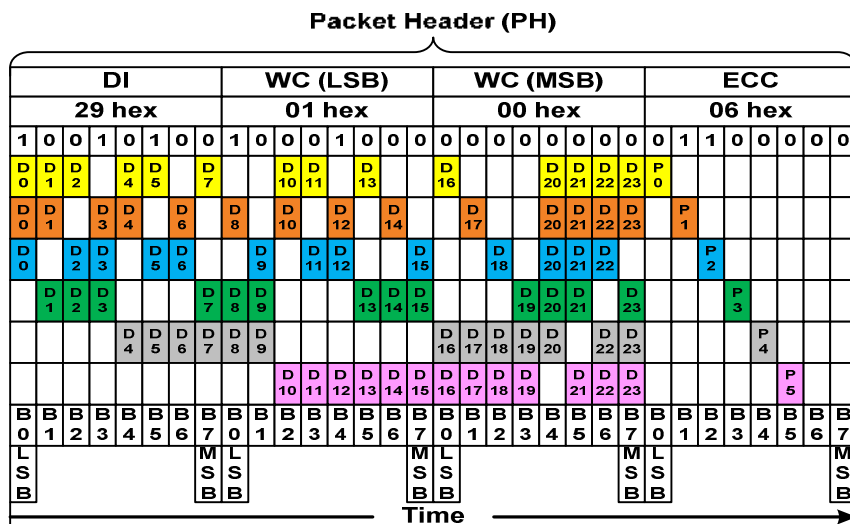 Packet Header (PH)
DI WC (LSB) WC (MSB) ECC
29 hex 01 hex 00 hex 06 hex
1 0 0 1 0 1 0 0 1 0 0 0 1 0 0 0 0 0 0 0 0 0 0 0 0 1 1 0 0 0 0 0
D0 D1 D2 D4 D5 D7 D10 D11 D13 D16 D20 D21 D22 D23 P0
D0 D1 D3 D4 D6 D8 D10 D12 D14 D17 D20 D21 D22 D23 P1
D0 D2 D3 D5 D6 D9 D11 D12 D15 D18 D20 D21 D22 P2
D1 D2 D3 D7 D8 D9 D13 D14 D15 D19 D20 D21 D23 P3
D4 D5 D6 D7 D8 D9 D16 D17 D18 D19 D20 D22 D23 P4
D10 D11 D12 D13 D14 D15 D16 D17 D18 D19 D21 D22 D23 P5
B0 B1 B2 B3 B4 B5 B6 B7 B0 B1 B2 B3 B4 B5 B6 B7 B0 B1 B2 B3 B4 B5 B6 B7 B0 B1 B2 B3 B4 B5 B6 B7
LSB MSB LSB MSB LSB MSB LSB MSB
Time